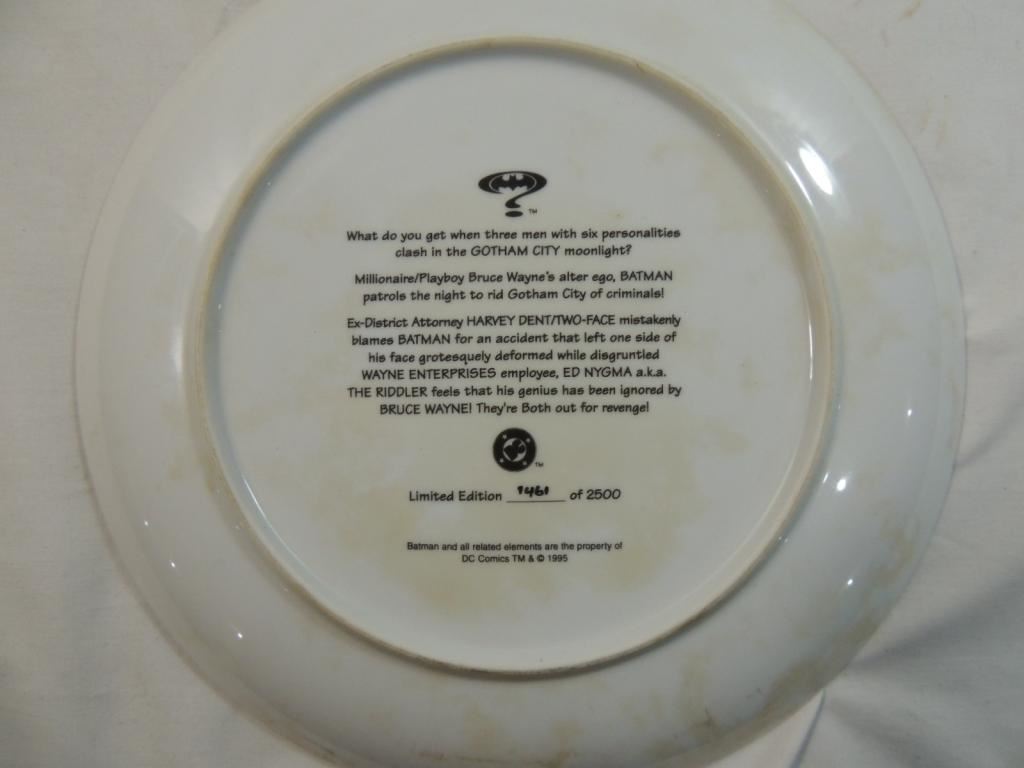 TM
What do you get when three men with six personalities
clash in the GOTHAM CITY moonlight?
Millionaire/Playboy Bruce Wayne's alter ego, BATMAN
patrols the night to rid Gotham City of criminals!
Ex-District Attorney HARVEY DENT/TWO-FACE mistakenly
blames BATMAN for an accident that left one side of
his face grotesquely deformed while disgruntled
WAYNE ENTERPRISES employee, ED NYGMA a.k.a.
THE RIDDLER feels that his genius has been ignored by
BRUCE WAYNE! They're Both out for revenge!
TM
Limited Edition 1461 of 2500
Batman and all related elements are the property of
DC Comics TM & © 1995